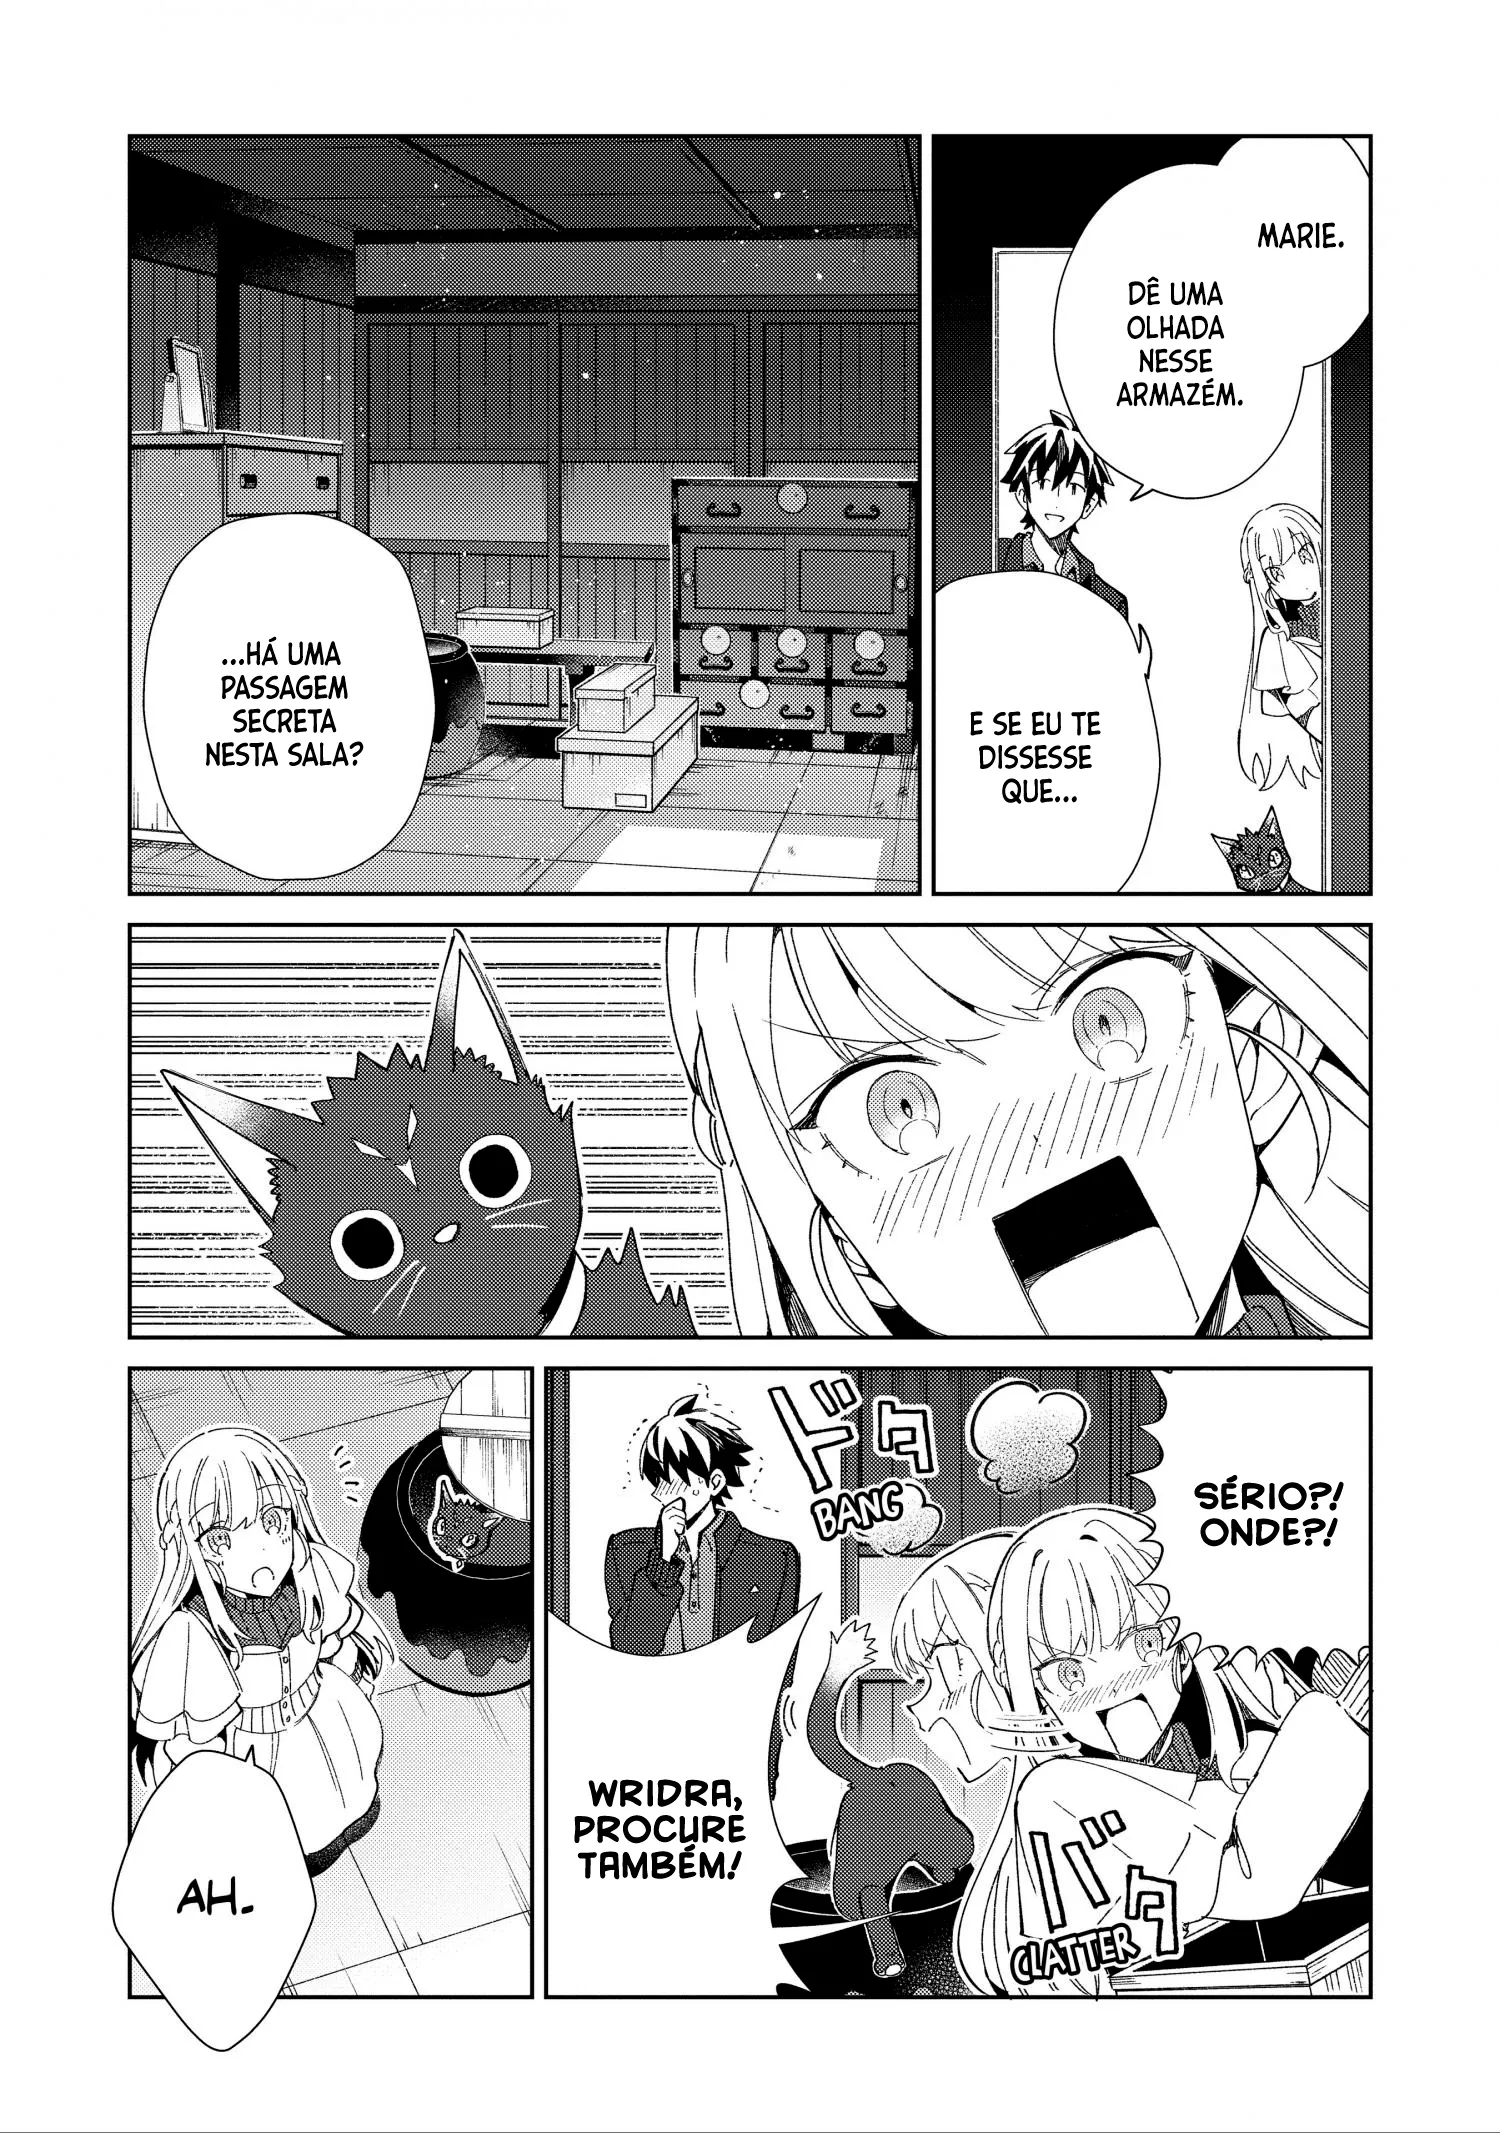 MARIE.
DÊ UMA
OLHADA
NESSE
ARMAZÉM.
E SE EU TE
DISSESSE
QUE...
...HÁ UMA
PASSAGEM
SECRETA
NESTA SALA?
SÉRIO?!
ONDE?!
ドタ
BANG
WRIDRA,
PROCURE
TAMBÉM!
バタ
CLATTER
AH.